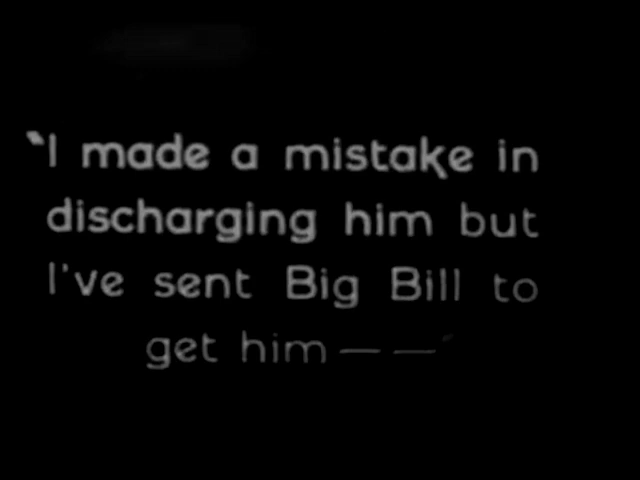 "I made a mistake in
discharging him but
I've sent Big Bill to
get him — —"